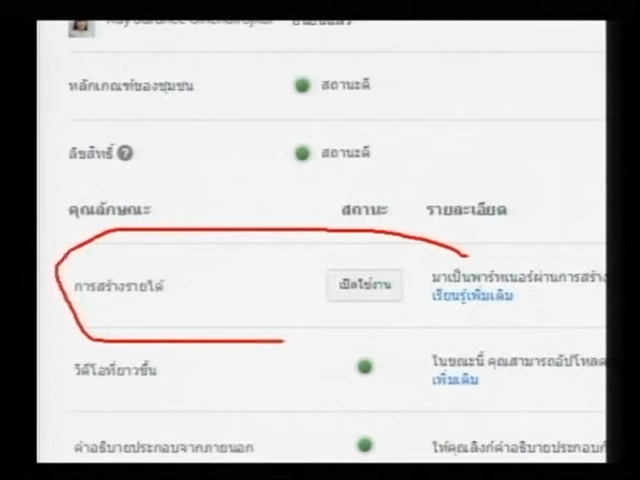 หลักเกณฑ์ของชุมชน สถานะดี
ลิขสิทธิ์ ? สถานะดี
คุณลักษณะ สถานะ รายละเอียด
การสร้างรายได้ เปิดใช้งาน มาเป็นพาร์ทเนอร์ผ่านการสร้าง
เรียนรู้เพิ่มเติม
วิดีโอที่ยาวขึ้น ในขณะนี้ คุณสามารถอัปโหลด
เพิ่มเติม
คำอธิบายประกอบจากภายนอก ให้คุณลิงก์คำอธิบายประกอบ